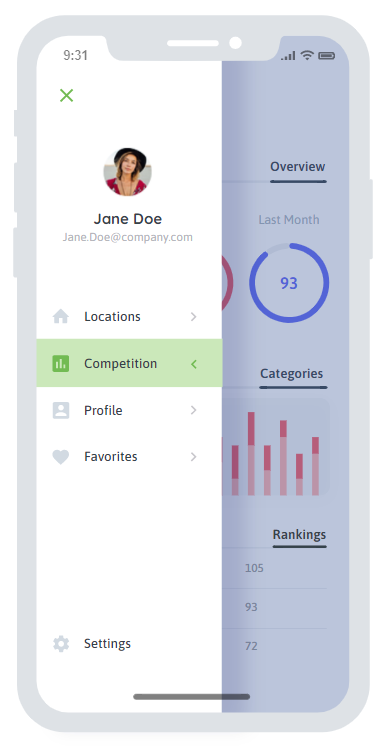 9:31
Jane Doe
Jane.Doe@company.com
Locations
Competition
Profile
Favorites
Settings
Overview
Last Month
93
Categories
Rankings
105
93
72